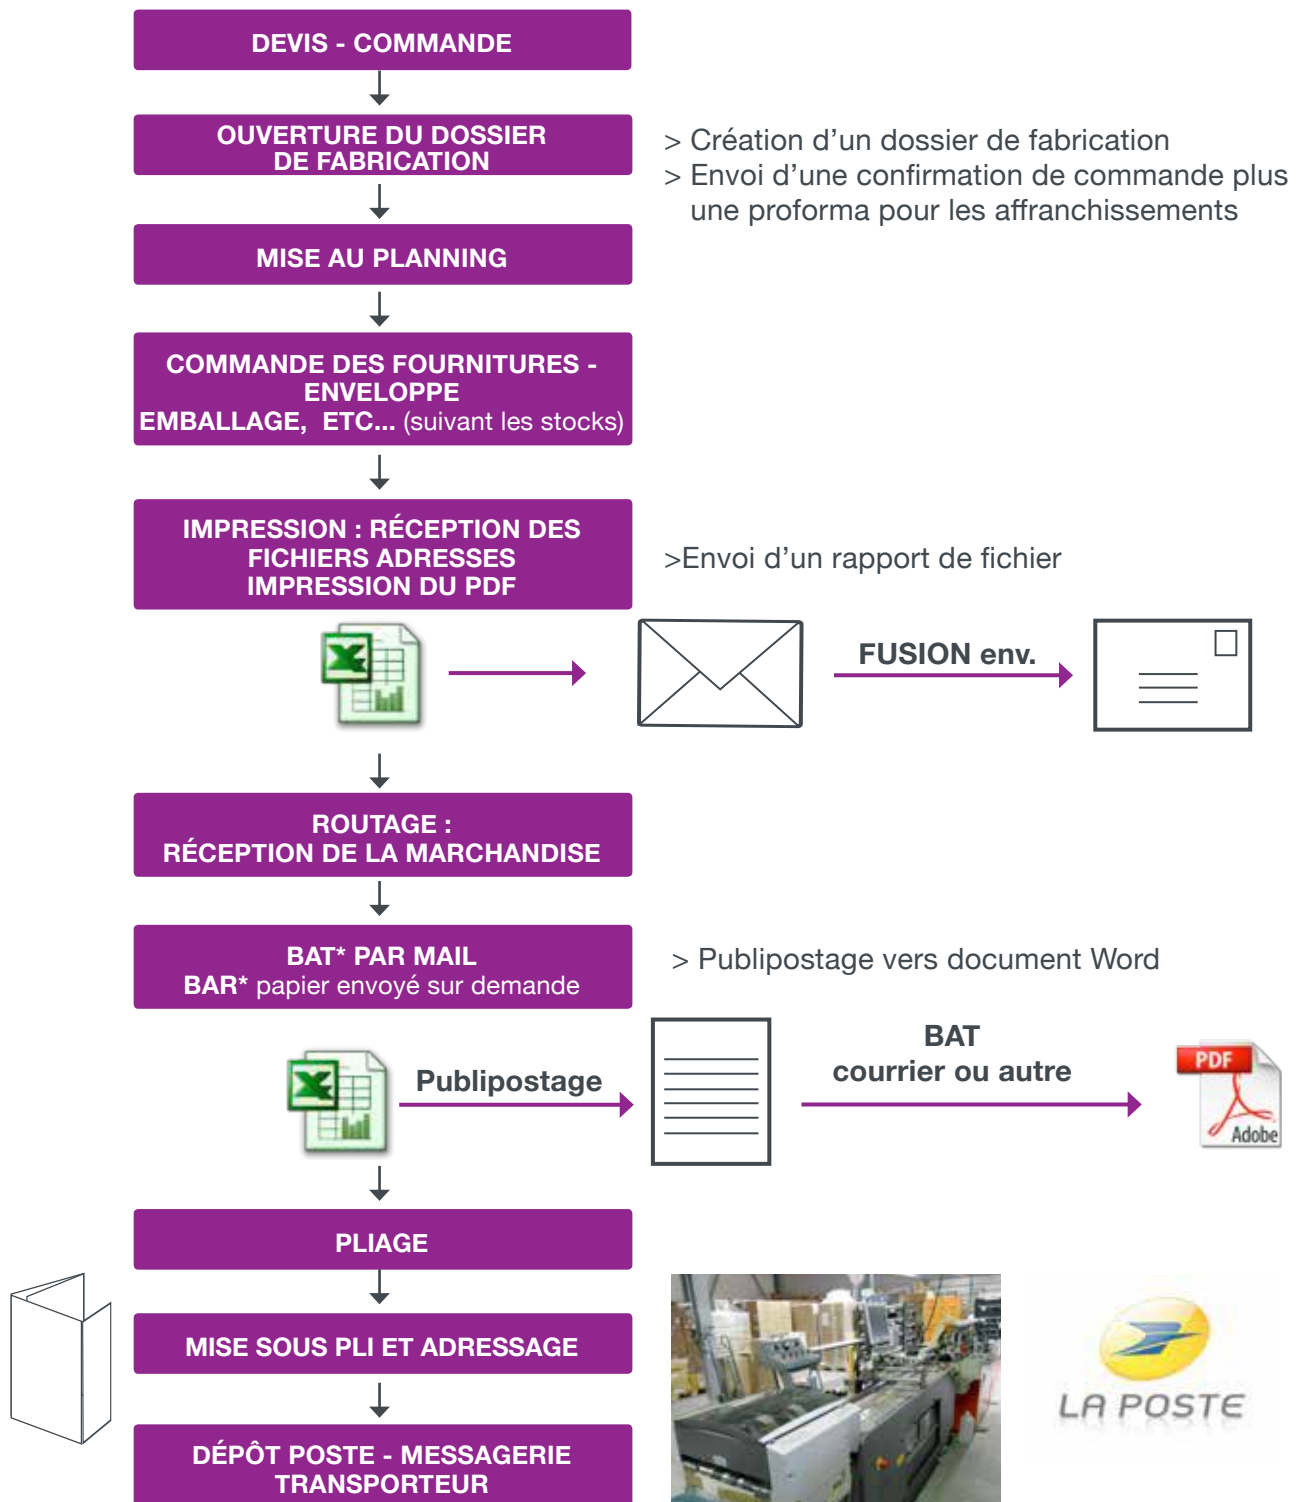 DEVIS - COMMANDE
OUVERTURE DU DOSSIER
DE FABRICATION
> Création d’un dossier de fabrication
> Envoi d’une confirmation de commande plus
une proforma pour les affranchissements
MISE AU PLANNING
COMMANDE DES FOURNITURES -
ENVELOPPE
EMBALLAGE, ETC... (suivant les stocks)
IMPRESSION : RÉCEPTION DES
FICHIERS ADRESSES
IMPRESSION DU PDF
>Envoi d’un rapport de fichier
FUSION env.
ROUTAGE :
RÉCEPTION DE LA MARCHANDISE
BAT* PAR MAIL
BAR* papier envoyé sur demande
> Publipostage vers document Word
Publipostage
BAT
courrier ou autre
PDF
Adobe
PLIAGE
MISE SOUS PLI ET ADRESSAGE
LA POSTE
DÉPÔT POSTE - MESSAGERIE
TRANSPORTEUR